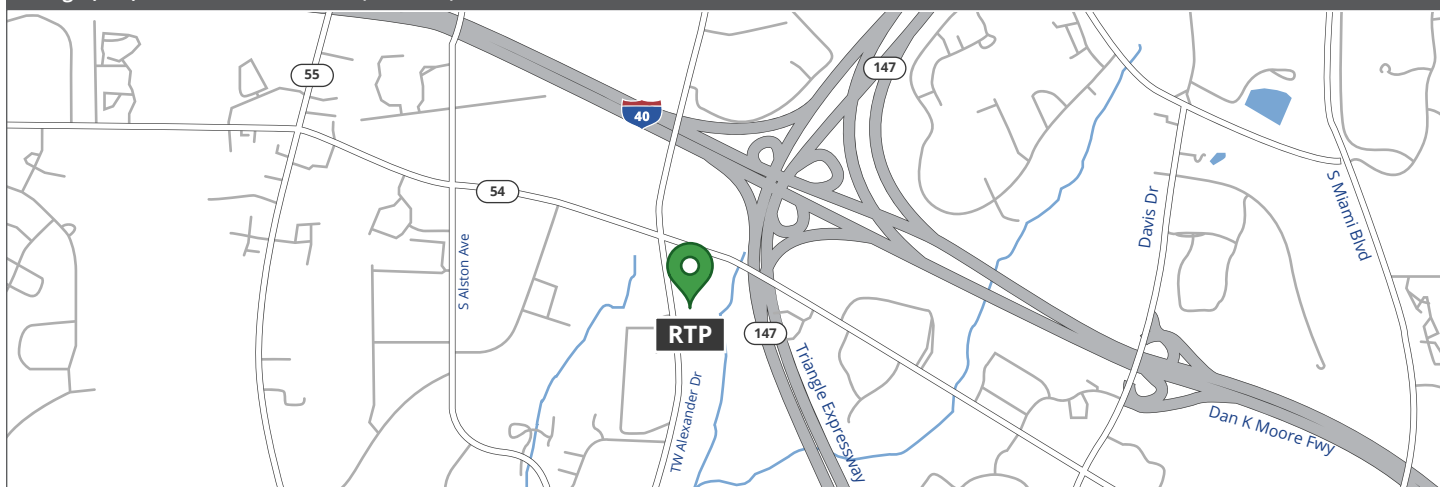 55
147
40
54
S Alston Ave
Davis Dr
S Miami Blvd
RTP
147
TW Alexander Dr
Triangle Expressway
Dan K Moore Fwy